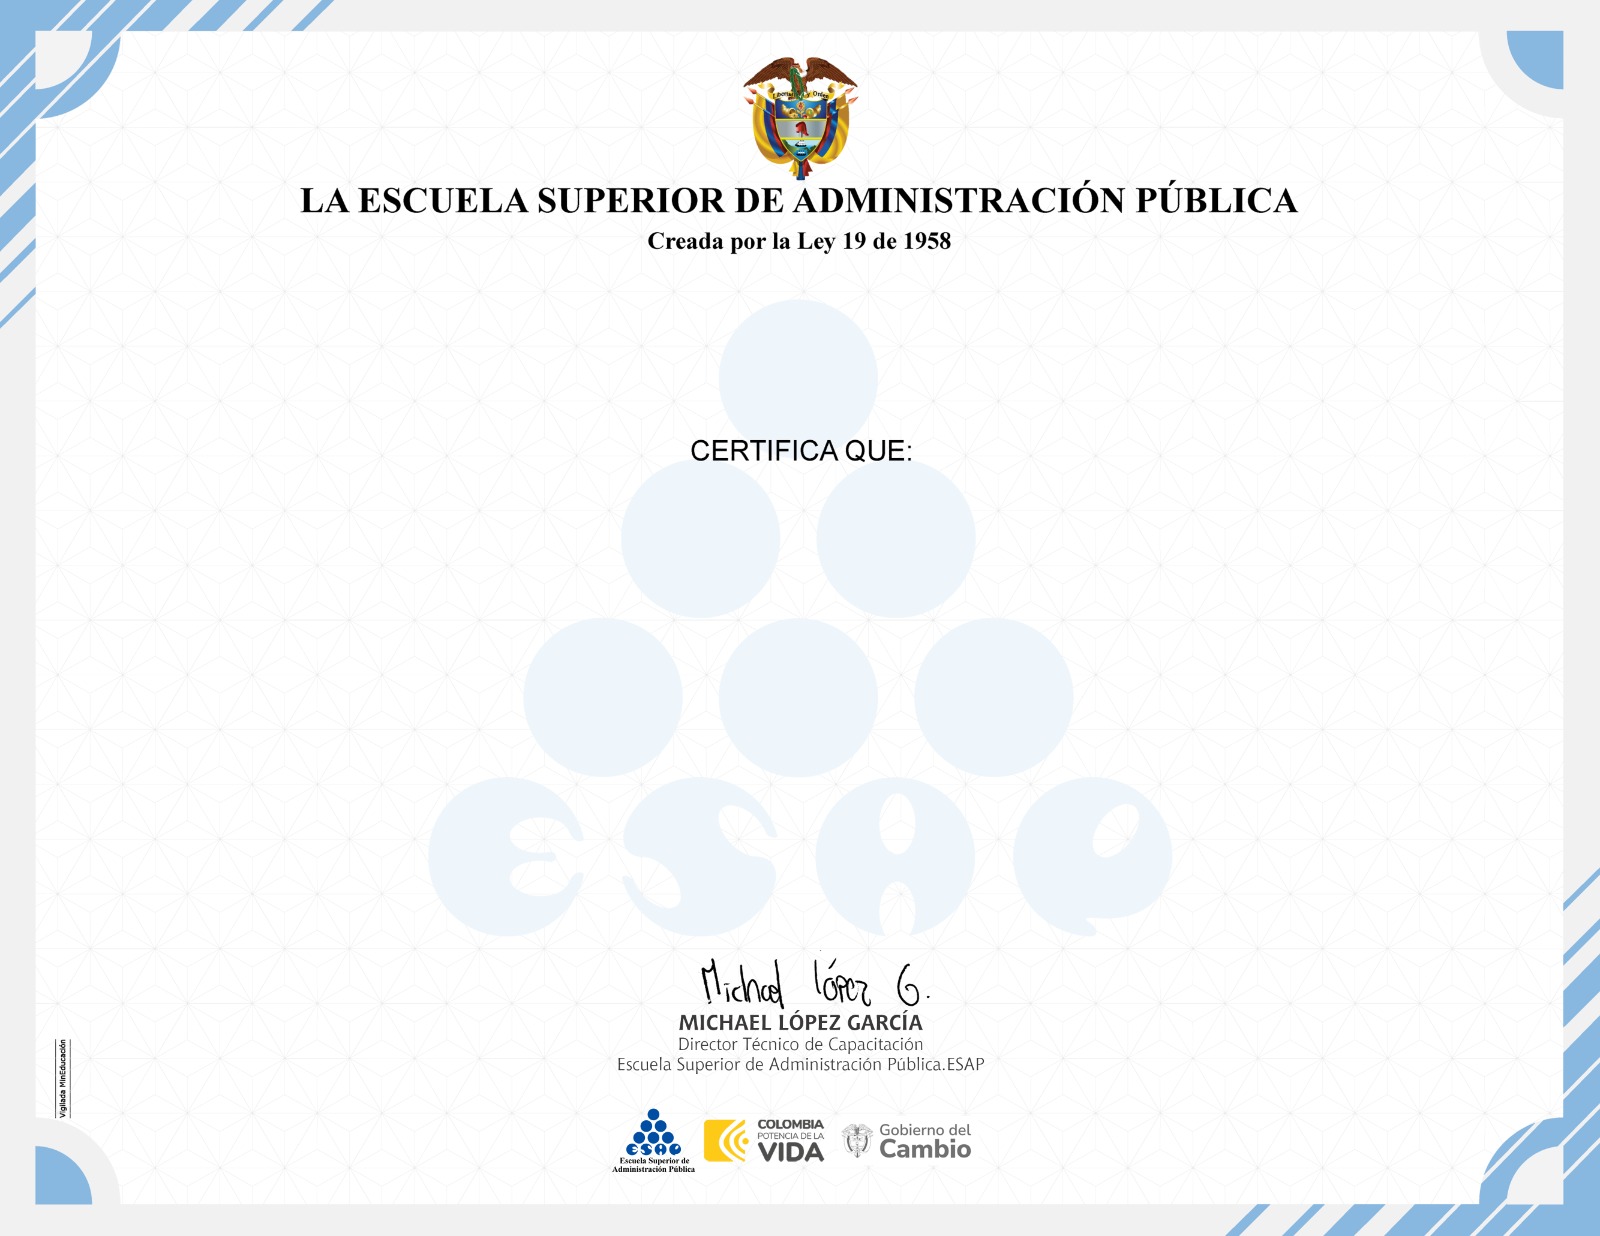 Libertad y Orden
LA ESCUELA SUPERIOR DE ADMINISTRACIÓN PÚBLICA
Creada por la Ley 19 de 1958
CERTIFICA QUE:
ESAP
Michael López G.
MICHAEL LÓPEZ GARCÍA
Director Técnico de Capacitación
Escuela Superior de Administración Pública.ESAP
Vigilada MinEducación
ESAP
Escuela Superior de
Administración Pública
COLOMBIA
POTENCIA DE LA
VIDA
Gobierno del
Cambio